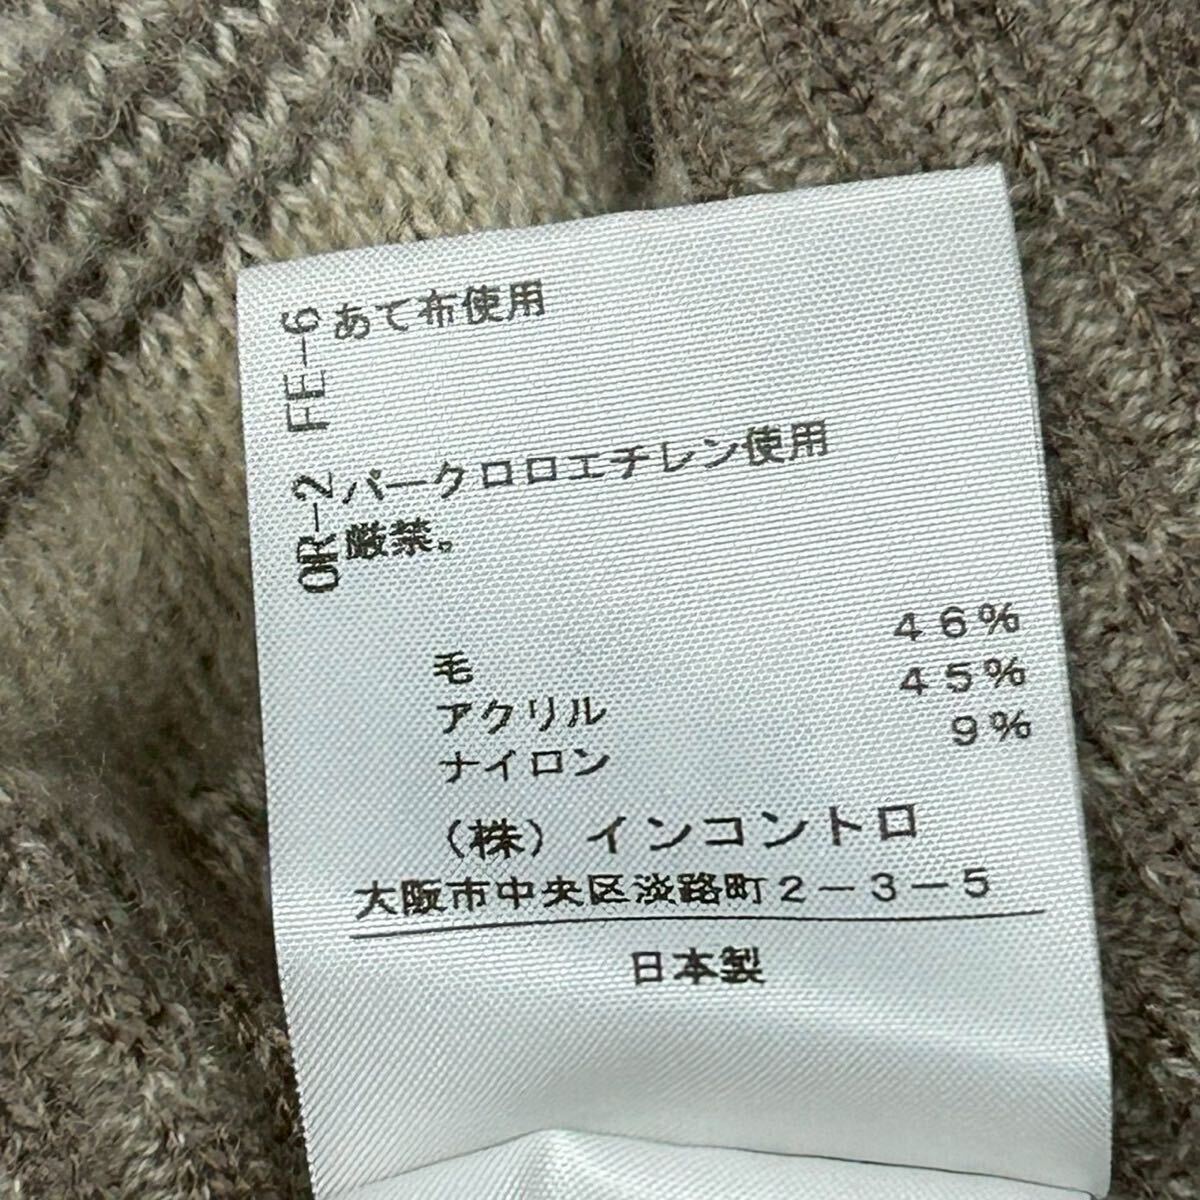 FE-6 あて布使用
OR-2 パークロロエチレン使用
厳禁。
毛 46%
アクリル 45%
ナイロン 9%
(株)インコントロ
大阪市中央区淡路町2-3-5
日本製